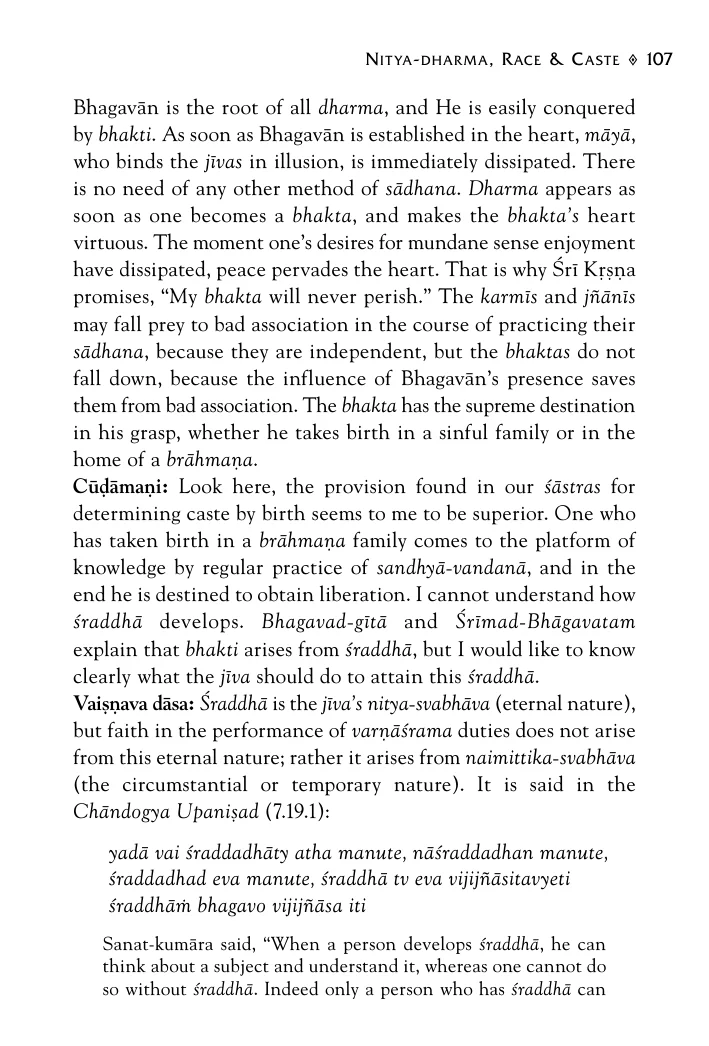 NITYA-DHARMA, RACE & CASTE ◈ 107
Bhagavān is the root of all dharma, and He is easily conquered
by bhakti. As soon as Bhagavān is established in the heart, māyā,
who binds the jīvas in illusion, is immediately dissipated. There
is no need of any other method of sādhana. Dharma appears as
soon as one becomes a bhakta, and makes the bhakta’s heart
virtuous. The moment one’s desires for mundane sense enjoyment
have dissipated, peace pervades the heart. That is why Śrī Kṛṣṇa
promises, “My bhakta will never perish.” The karmīs and jñānīs
may fall prey to bad association in the course of practicing their
sādhana, because they are independent, but the bhaktas do not
fall down, because the influence of Bhagavān’s presence saves
them from bad association. The bhakta has the supreme destination
in his grasp, whether he takes birth in a sinful family or in the
home of a brāhmaṇa.
Cūḍāmaṇi: Look here, the provision found in our śāstras for
determining caste by birth seems to me to be superior. One who
has taken birth in a brāhmaṇa family comes to the platform of
knowledge by regular practice of sandhyā-vandanā, and in the
end he is destined to obtain liberation. I cannot understand how
śraddhā develops. Bhagavad-gītā and Śrīmad-Bhāgavatam
explain that bhakti arises from śraddhā, but I would like to know
clearly what the jīva should do to attain this śraddhā.
Vaiṣṇava dāsa: Śraddhā is the jīva’s nitya-svabhāva (eternal nature),
but faith in the performance of varṇāśrama duties does not arise
from this eternal nature; rather it arises from naimittika-svabhāva
(the circumstantial or temporary nature). It is said in the
Chāndogya Upaniṣad (7.19.1):
yadā vai śraddadhāty atha manute, nāśraddadhan manute,
śraddadhad eva manute, śraddhā tv eva vijijñāsitavyeti
śraddhāṁ bhagavo vijijñāsa iti
Sanat-kumāra said, “When a person develops śraddhā, he can
think about a subject and understand it, whereas one cannot do
so without śraddhā. Indeed only a person who has śraddhā can